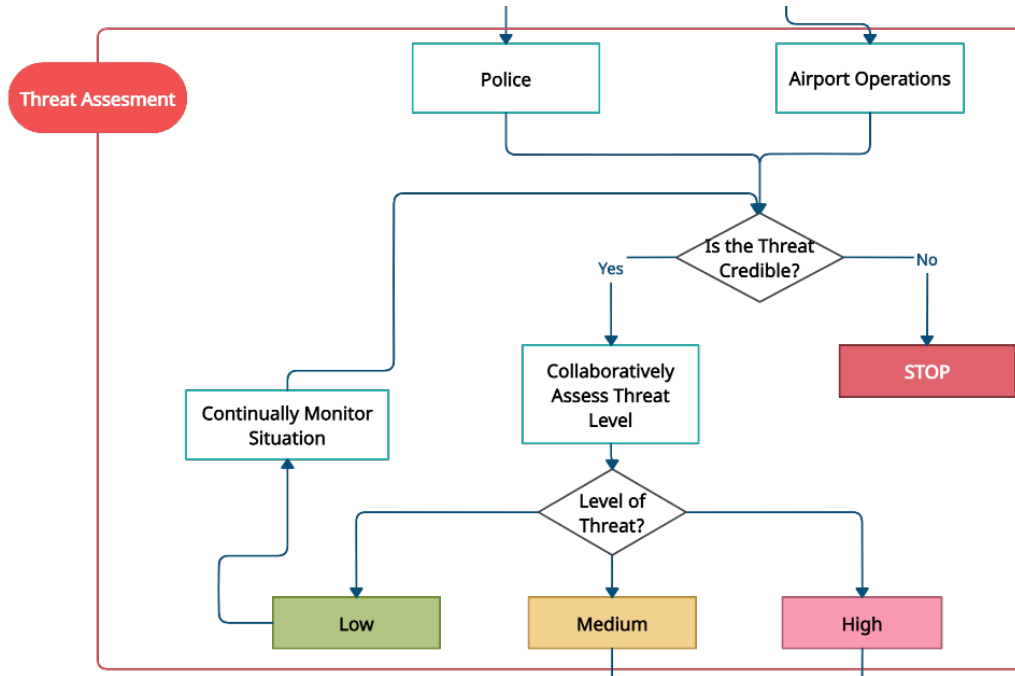 Police
Airport Operations
Threat Assesment
Is the Threat
Credible?
Yes
No
Collaboratively
Assess Threat
Level
STOP
Continually Monitor
Situation
Level of
Threat?
Low
Medium
High